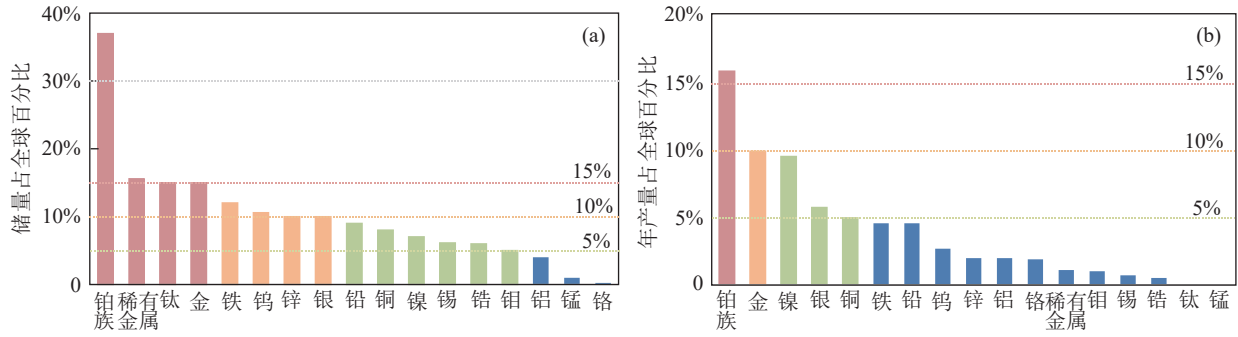 40%
30%
20%
10%
0
储量占全球百分比
(a)
15%
10%
5%
铂族
稀有金属
钛
金
铁
钨
锌
银
铅
铜
镍
锡
锆
钼
铝
锰
铬
20%
15%
10%
5%
0
年产量占全球百分比
(b)
15%
10%
5%
铂族
金
镍
银
铜
铁
铅
钨
锌
铝
铬
稀有金属
钼
锡
锆
钛
锰